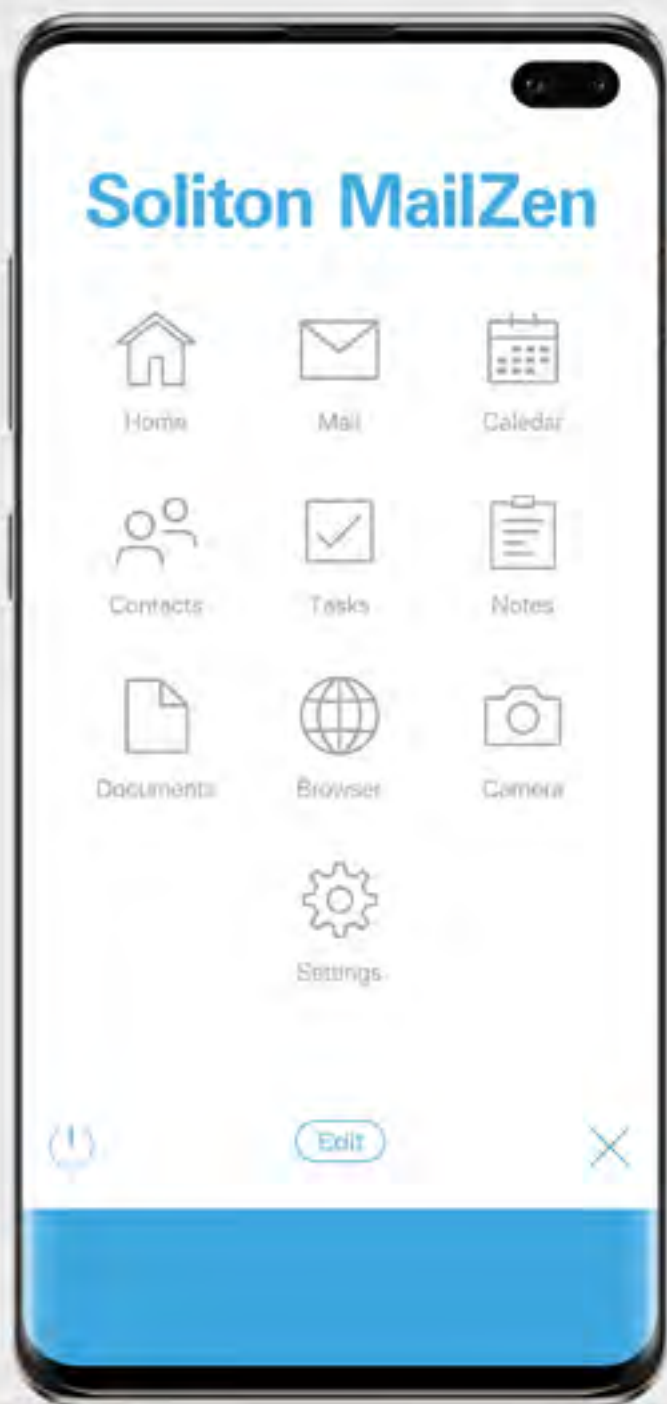 Soliton MailZen
Home Mail Caledar
Contacts Tasks Notes
Documents Browser Camera
Settings
Edit